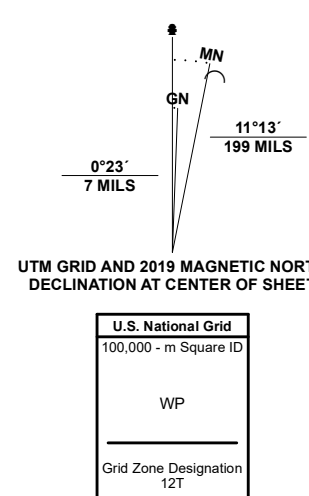 MN
GN
11°13´
199 MILS
0°23´
7 MILS
UTM GRID AND 2019 MAGNETIC NORT
DECLINATION AT CENTER OF SHEET
U.S. National Grid
100,000 - m Square ID
WP
Grid Zone Designation
12T